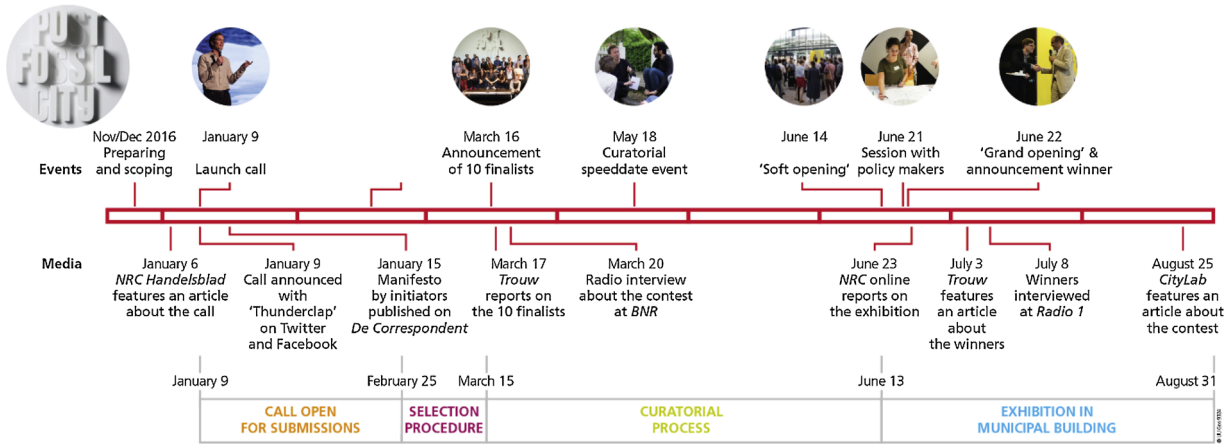 POST
FOSSIL
CITY
Nov/Dec 2016
Preparing
and scoping
January 9
Launch call
March 16
Announcement
of 10 finalists
May 18
Curatorial
speeddate event
June 14
‘Soft opening‘
June 21
Session with
policy makers
June 22
‘Grand opening’ &
announcement winner
Events
Media
January 6
NRC Handelsblad
features an article
about the call
January 9
Call announced
with
‘Thunderclap’
on Twitter
and Facebook
January 15
Manifesto
by initiators
published on
De Correspondent
March 17
Trouw
reports on
the 10 finalists
March 20
Radio interview
about the contest
at BNR
June 23
NRC online
reports on
the exhibition
July 3
Trouw
features
an article
about
the winners
July 8
Winners
interviewed
at Radio 1
August 25
CityLab
features an
article about
the contest
January 9
February 25
March 15
June 13
August 31
CALL OPEN
FOR SUBMISSIONS
SELECTION
PROCEDURE
CURATORIAL
PROCESS
EXHIBITION IN
MUNICIPAL BUILDING